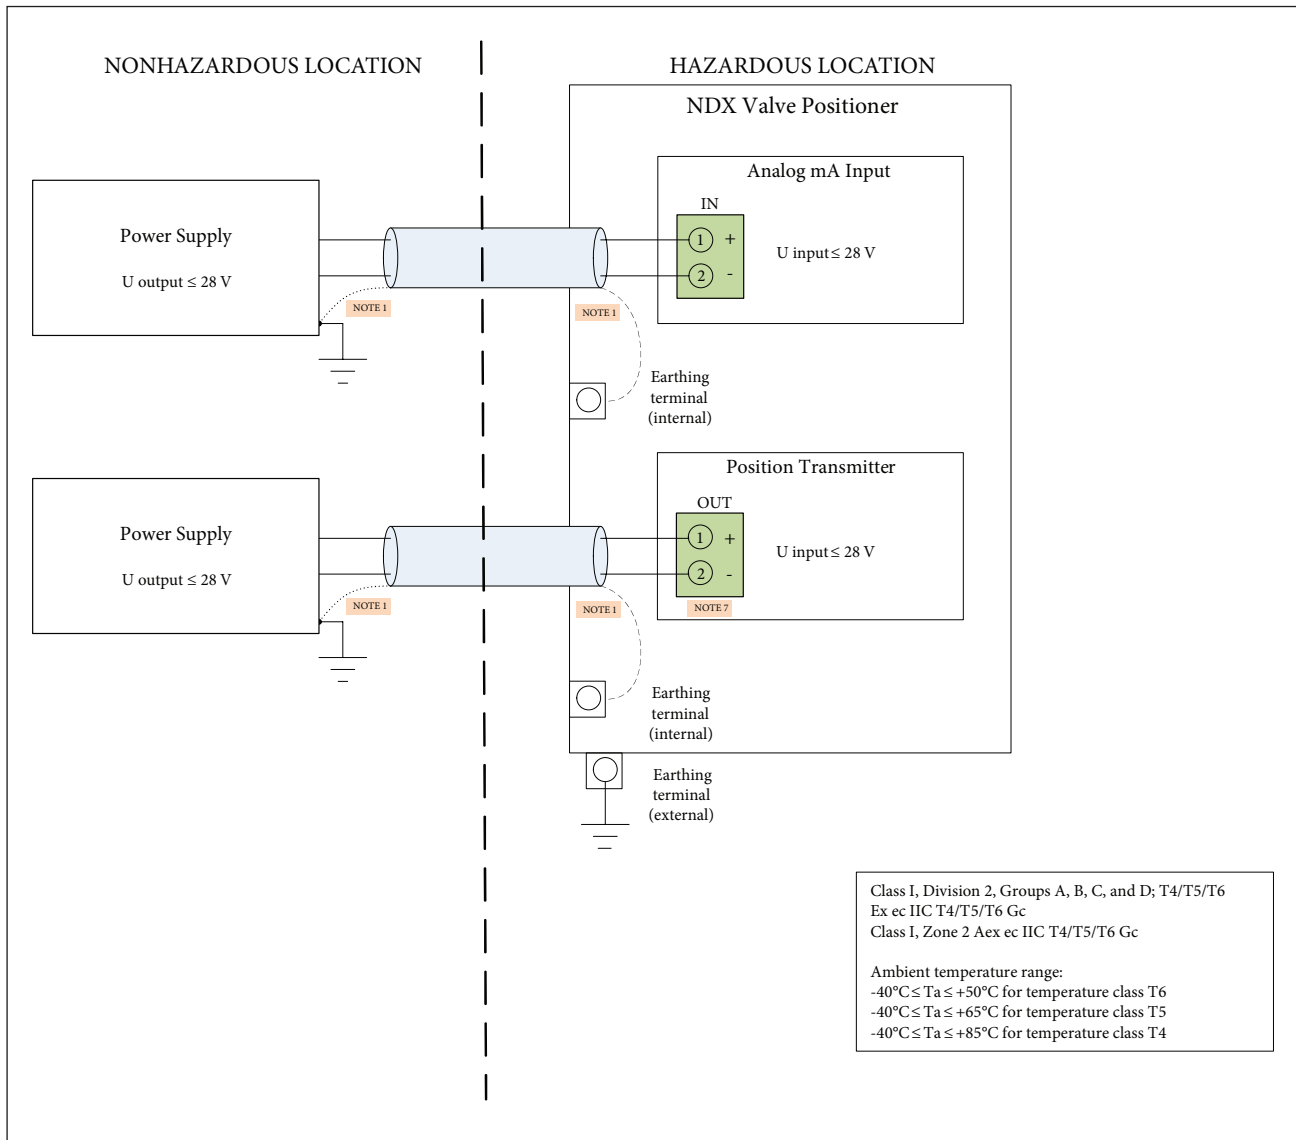 NONHAZARDOUS LOCATION
HAZARDOUS LOCATION
NDX Valve Positioner
Power Supply
U output ≤ 28 V
NOTE 1
NOTE 1
Analog mA Input
IN
1 +
2 -
U input ≤ 28 V
Earthing
terminal
(internal)
Power Supply
U output ≤ 28 V
NOTE 1
NOTE 1
Position Transmitter
OUT
1 +
2 -
U input ≤ 28 V
NOTE 7
Earthing
terminal
(internal)
Earthing
terminal
(external)
Class I, Division 2, Groups A, B, C, and D; T4/T5/T6
Ex ec IIC T4/T5/T6 Gc
Class I, Zone 2 Aex ec IIC T4/T5/T6 Gc
Ambient temperature range:
-40°C ≤ Ta ≤ +50°C for temperature class T6
-40°C ≤ Ta ≤ +65°C for temperature class T5
-40°C ≤ Ta ≤ +85°C for temperature class T4